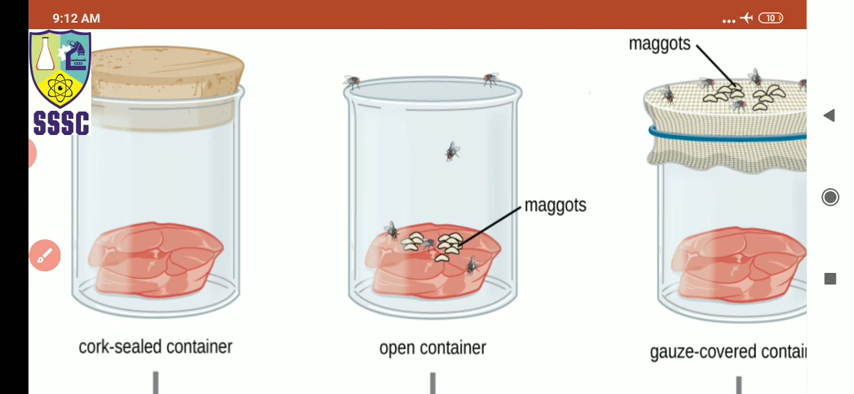 9:12 AM
10
SSSC
maggots
maggots
cork-sealed container
open container
gauze-covered contai